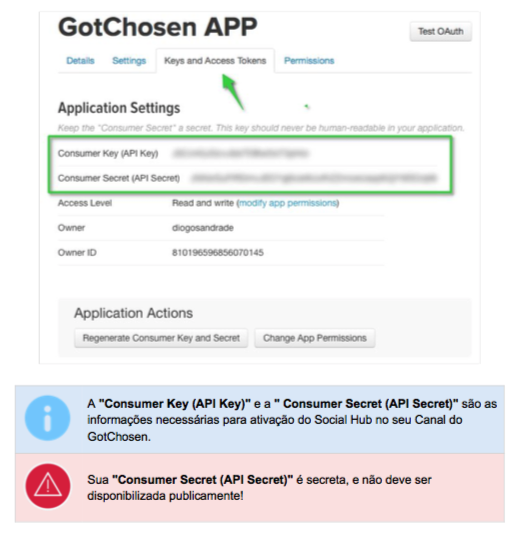 GotChosen APP
Test OAuth
Details Settings Keys and Access Tokens Permissions
Application Settings
Keep the "Consumer Secret" a secret. This key should never be human-readable in your application.
Consumer Key (API Key)
Consumer Secret (API Secret)
Access Level Read and write (modify app permissions)
Owner diogosandrade
Owner ID 810196596856070145
Application Actions
Regenerate Consumer Key and Secret Change App Permissions
A "Consumer Key (API Key)" e a " Consumer Secret (API Secret)" são as
informações necessárias para ativação do Social Hub no seu Canal do
GotChosen.
Sua "Consumer Secret (API Secret)" é secreta, e não deve ser
disponibilizada publicamente!